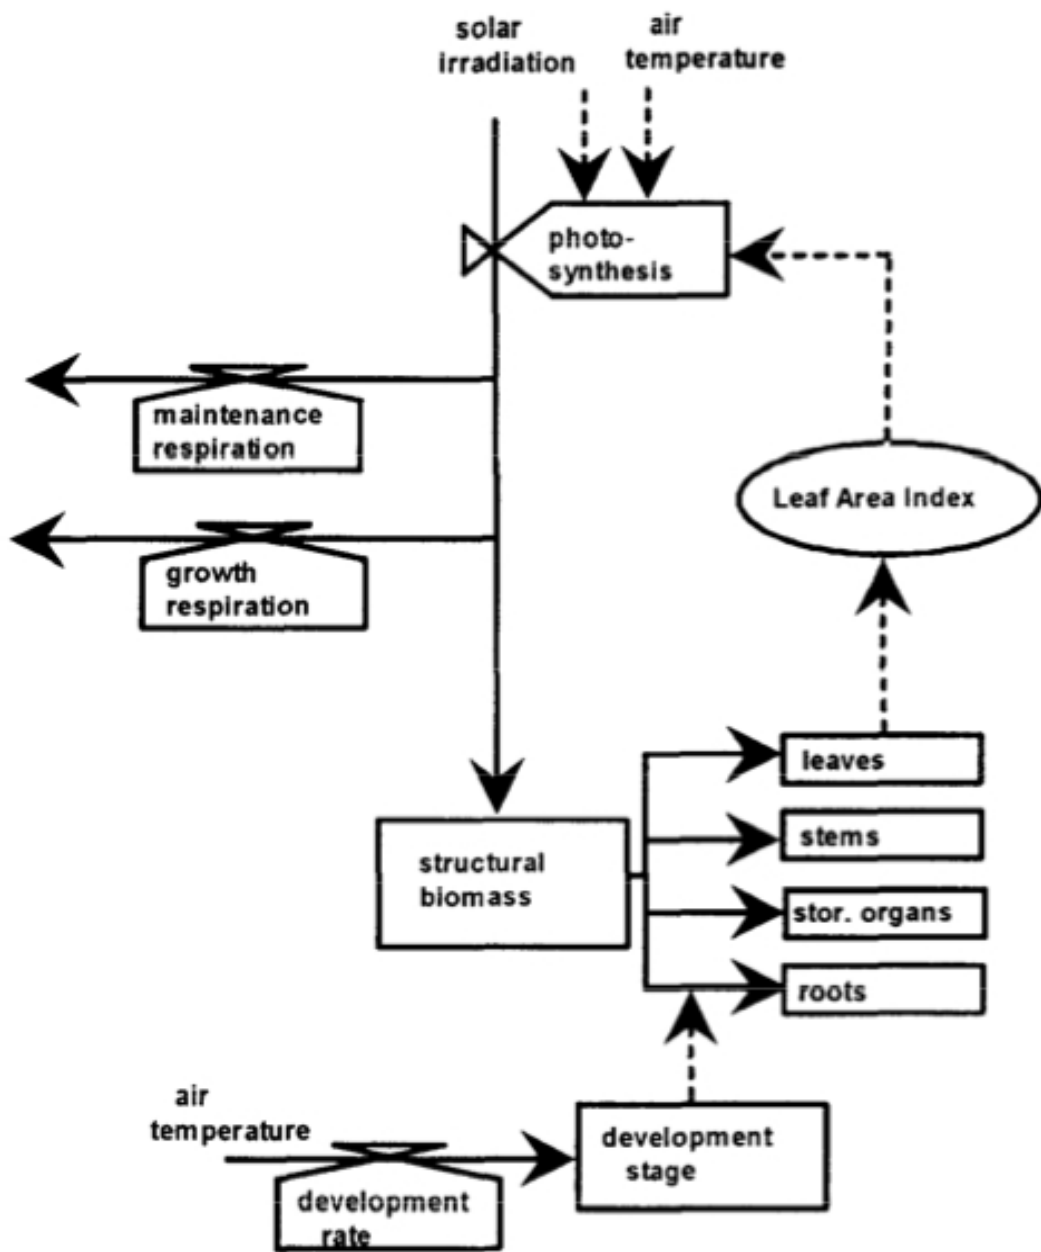 solar
irradiation
air
temperature
photo-
synthesis
maintenance
respiration
Leaf Area Index
growth
respiration
leaves
structural
biomass
stems
stor. organs
roots
air
temperature
development
stage
development
rate